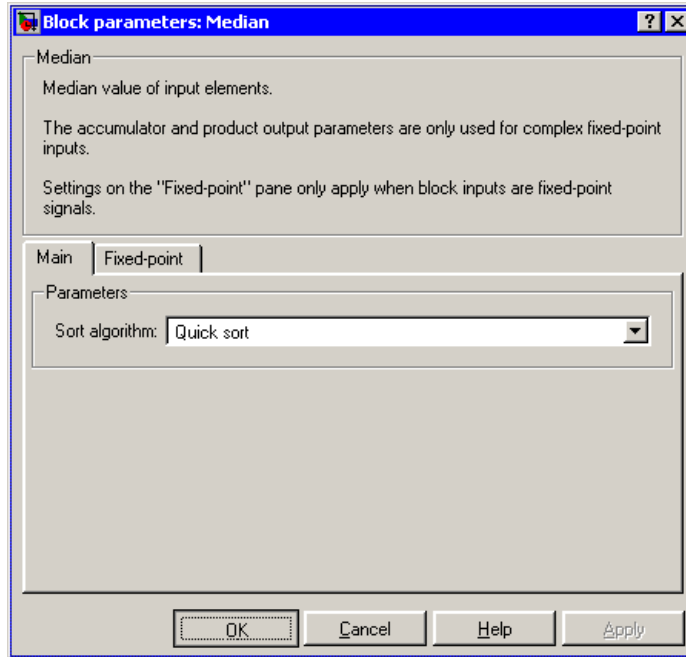 Block parameters: Median
Median
Median value of input elements.
The accumulator and product output parameters are only used for complex fixed-point
inputs.
Settings on the "Fixed-point" pane only apply when block inputs are fixed-point
signals.
Main Fixed-point
Parameters
Sort algorithm: Quick sort
OK Cancel Help Apply